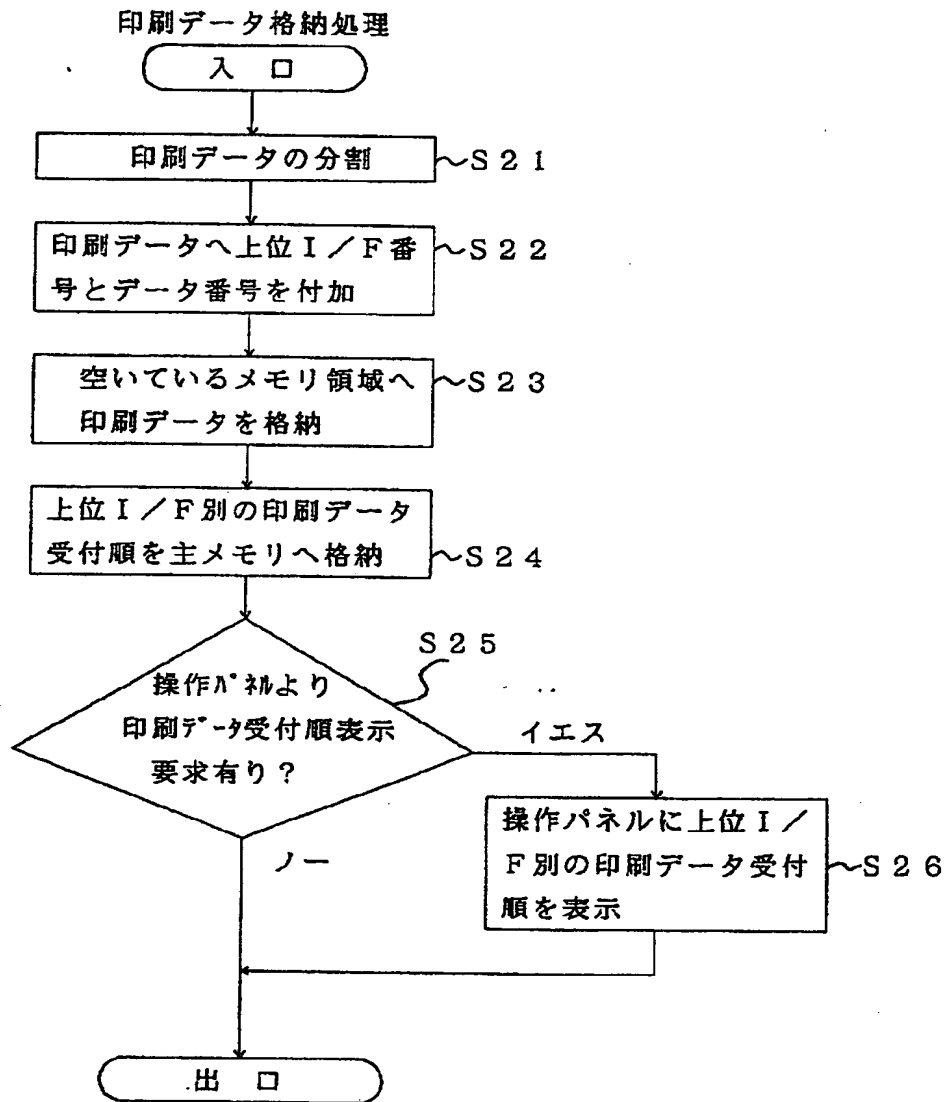 印刷データ格納処理
入　口
印刷データの分割
～Ｓ２１
印刷データへ上位Ｉ／Ｆ番
号とデータ番号を付加
～Ｓ２２
空いているメモリ領域へ
印刷データを格納
～Ｓ２３
上位Ｉ／Ｆ別の印刷データ
受付順を主メモリへ格納
～Ｓ２４
Ｓ２５
操作ﾊﾟﾈﾙより
印刷ﾃﾞｰﾀ受付順表示
要求有り？
イエス
ノー
操作パネルに上位Ｉ／
Ｆ別の印刷データ受付
順を表示
～Ｓ２６
出　口